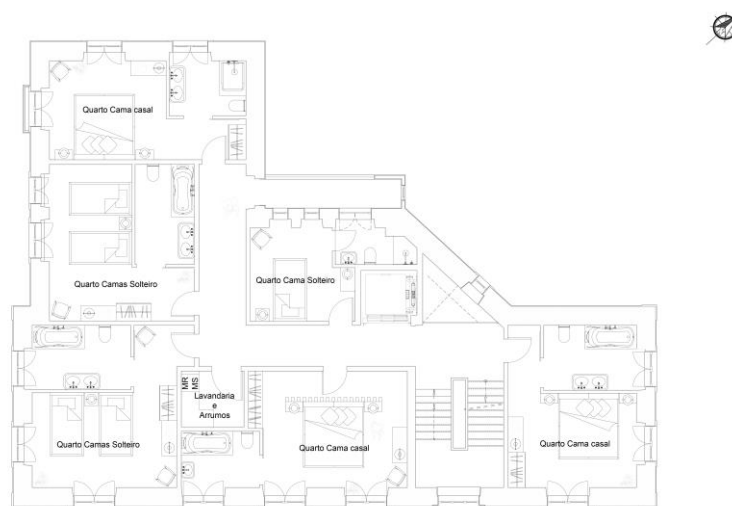 Quarto Cama casal
Quarto Camas Solteiro
Quarto Cama Solteiro
MR
MS
Lavandaria
e
Arrumos
Quarto Camas Solteiro
Quarto Cama casal
Quarto Cama casal